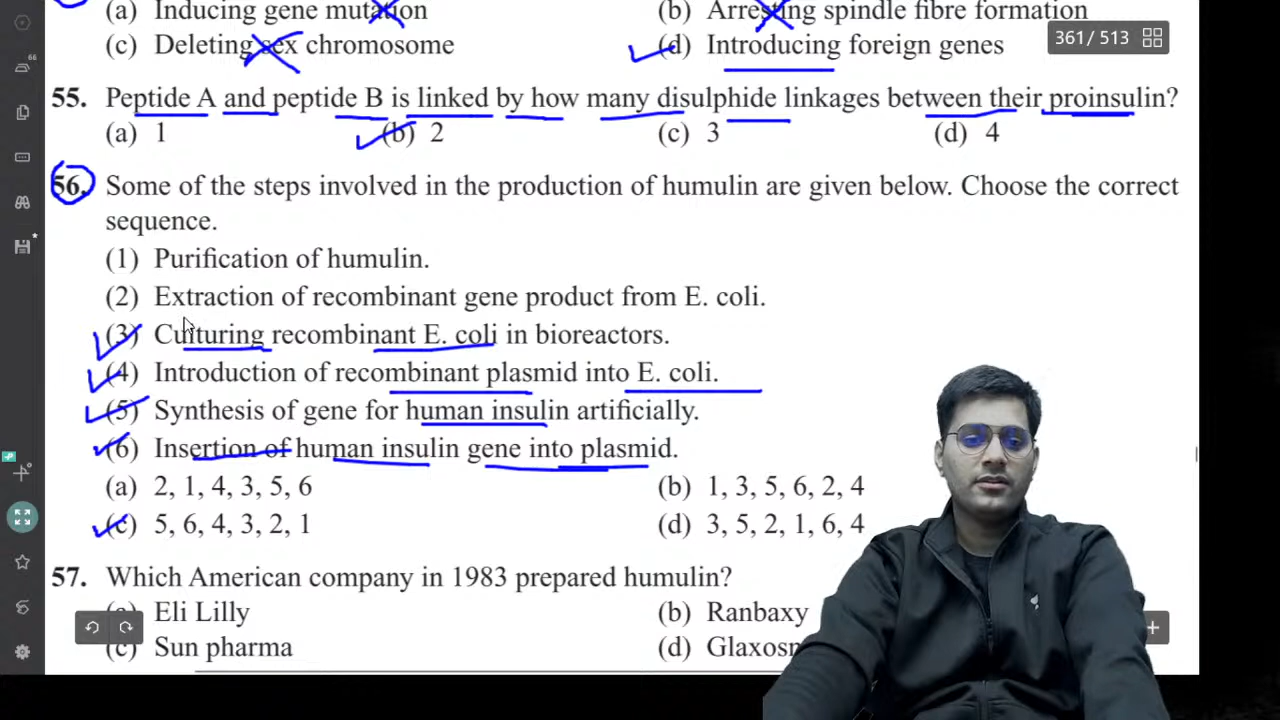 (a) Inducing gene mutation (b) Arresting spindle fibre formation
(c) Deleting sex chromosome (d) Introducing foreign genes
361 / 513
55. Peptide A and peptide B is linked by how many disulphide linkages between their proinsulin?
(a) 1 (b) 2 (c) 3 (d) 4
56. Some of the steps involved in the production of humulin are given below. Choose the correct
sequence.
(1) Purification of humulin.
(2) Extraction of recombinant gene product from E. coli.
(3) Culturing recombinant E. coli in bioreactors.
(4) Introduction of recombinant plasmid into E. coli.
(5) Synthesis of gene for human insulin artificially.
(6) Insertion of human insulin gene into plasmid.
(a) 2, 1, 4, 3, 5, 6 (b) 1, 3, 5, 6, 2, 4
(c) 5, 6, 4, 3, 2, 1 (d) 3, 5, 2, 1, 6, 4
57. Which American company in 1983 prepared humulin?
(a) Eli Lilly (b) Ranbaxy
(c) Sun pharma (d)